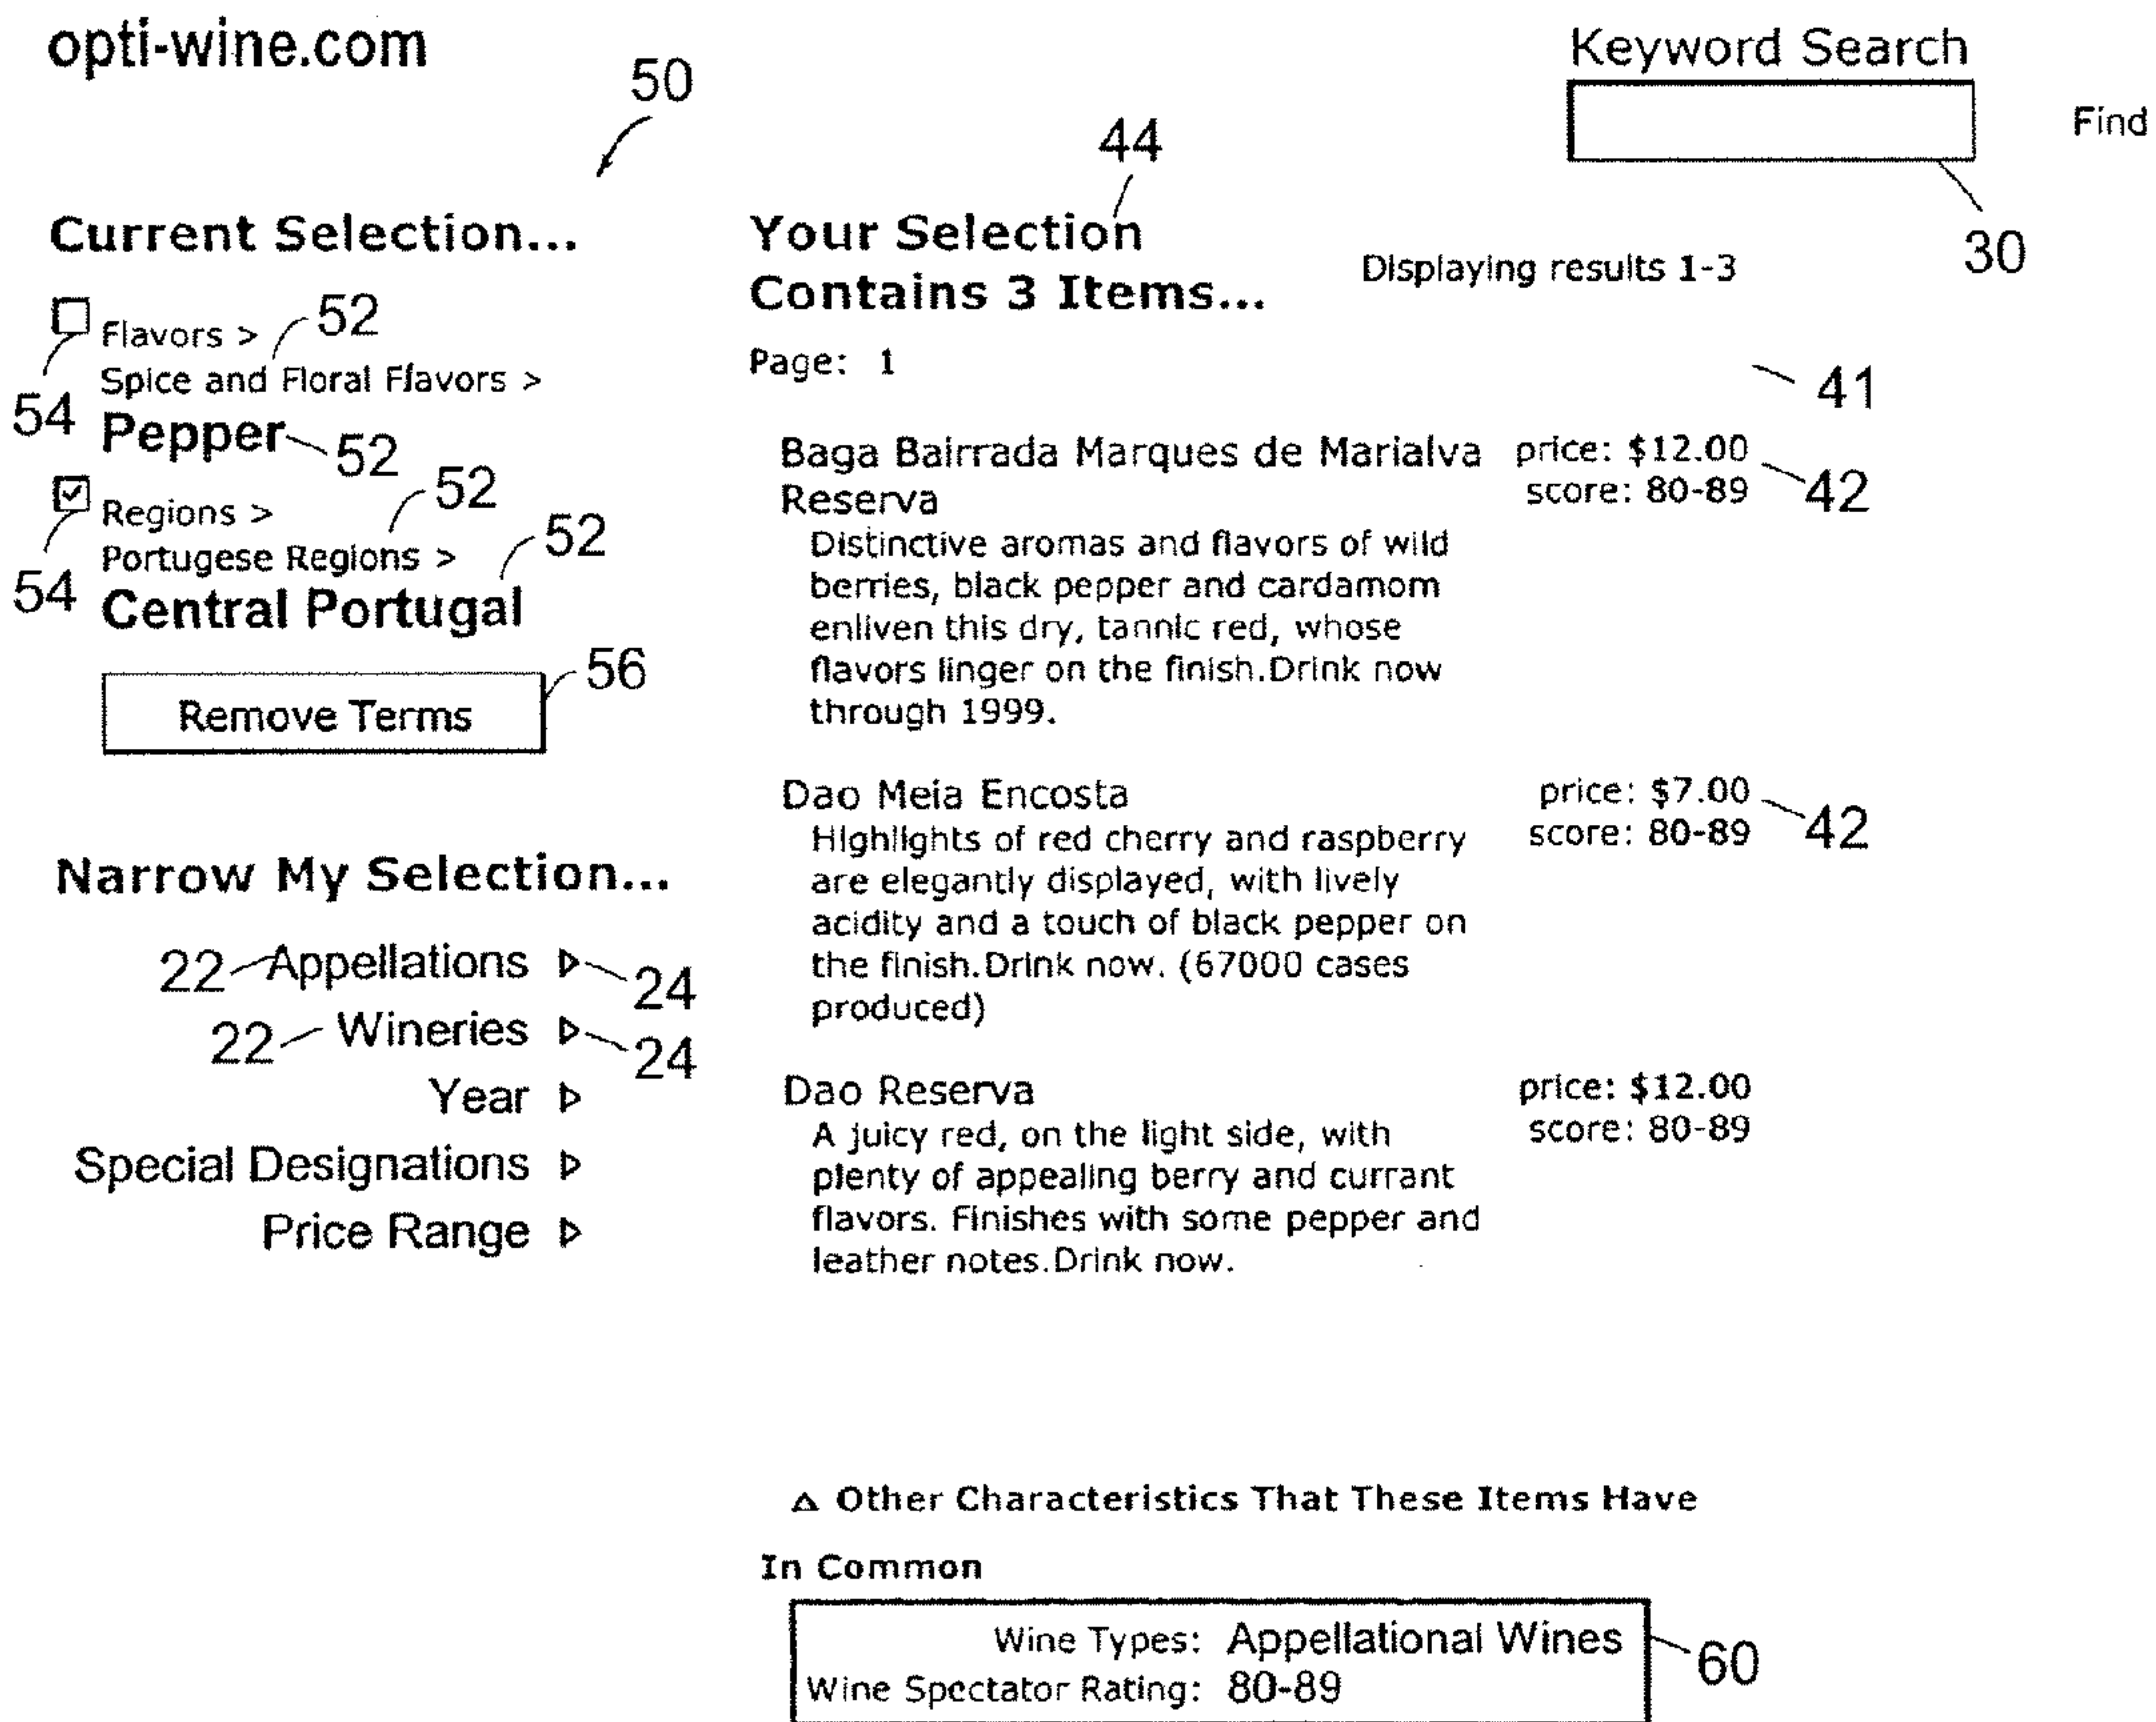 opti-wine.com
50
Keyword Search
Find
30
44
Current Selection...
Flavors >
52
Spice and Floral Flavors >
54
Pepper
52
Regions >
52
Portugese Regions >
52
54
Central Portugal
56
Remove Terms
Narrow My Selection...
22 Appellations 24
22 Wineries 24
Year
Special Designations
Price Range
Your Selection
Contains 3 Items...
Displaying results 1-3
Page: 1
41
Baga Bairrada Marques de Marialva
Reserva
price: $12.00
score: 80-89
42
Distinctive aromas and flavors of wild
berries, black pepper and cardamom
enliven this dry, tannic red, whose
flavors linger on the finish.Drink now
through 1999.
Dao Meia Encosta
price: $7.00
score: 80-89
42
Highlights of red cherry and raspberry
are elegantly displayed, with lively
acidity and a touch of black pepper on
the finish.Drink now. (67000 cases
produced)
Dao Reserva
price: $12.00
score: 80-89
A juicy red, on the light side, with
plenty of appealing berry and currant
flavors. Finishes with some pepper and
leather notes.Drink now.
Other Characteristics That These Items Have
In Common
Wine Types: Appellational Wines
Wine Spectator Rating: 80-89
60